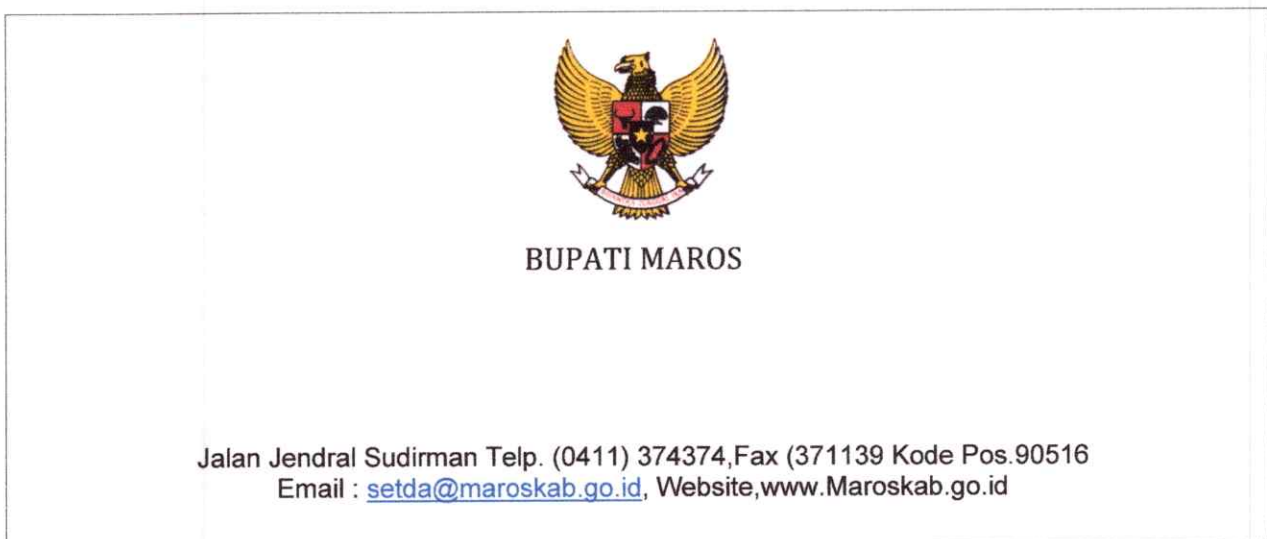 BUPATI MAROS
Jalan Jendral Sudirman Telp. (0411) 374374,Fax (371139 Kode Pos.90516
Email : setda@maroskab.go.id, Website,www.Maroskab.go.id